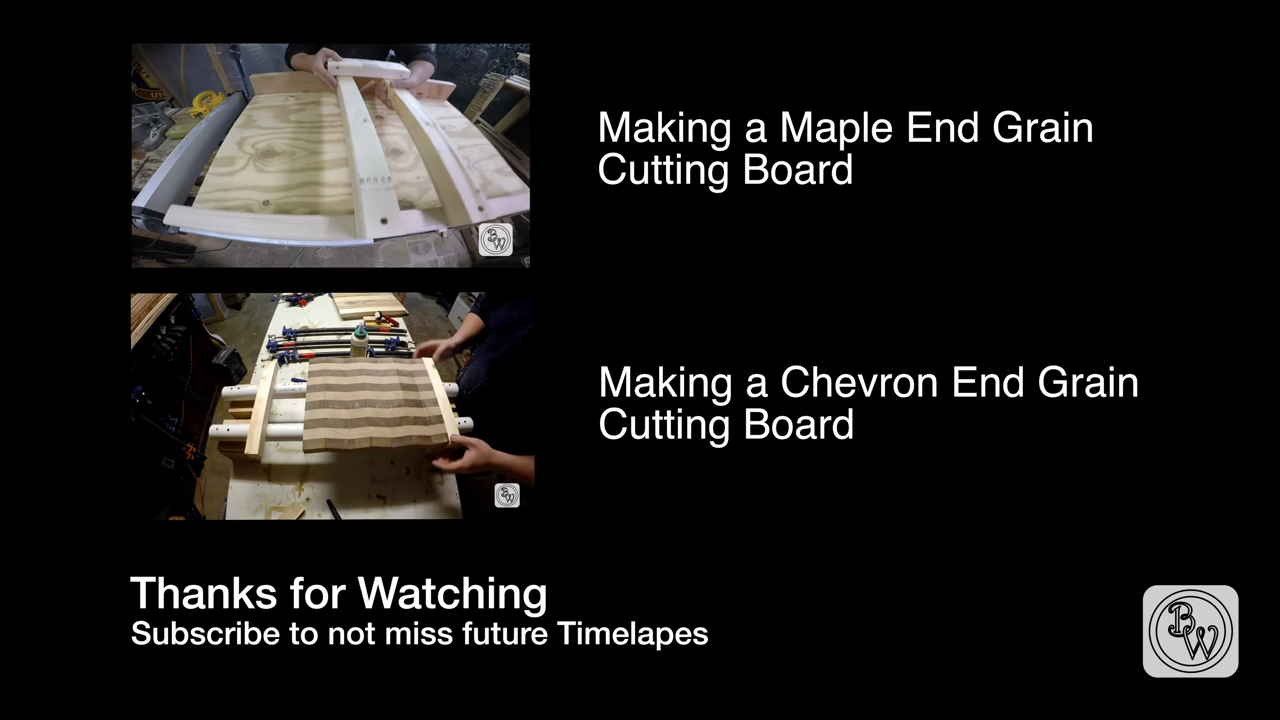 Making a Maple End Grain
Cutting Board
Making a Chevron End Grain
Cutting Board
Thanks for Watching
Subscribe to not miss future Timelapes
BW